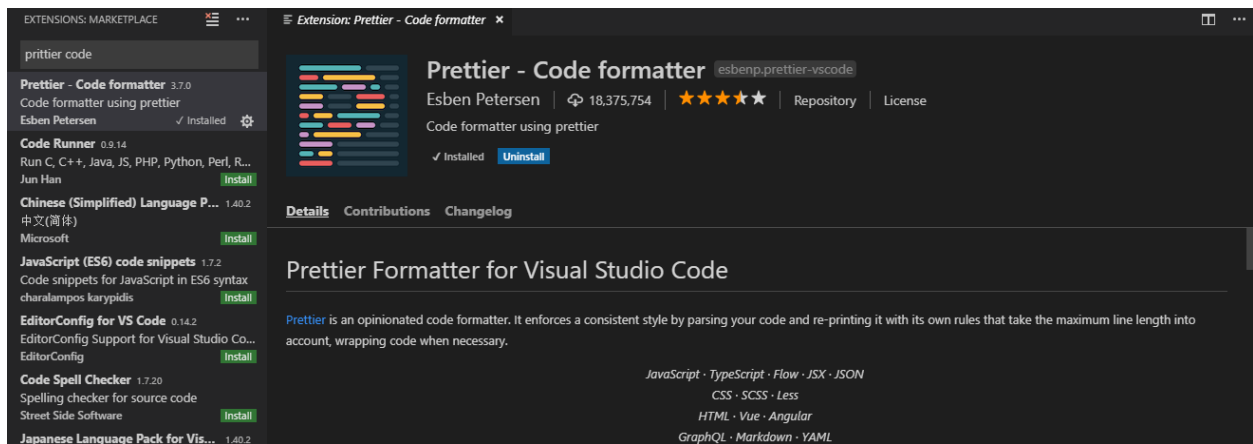 EXTENSIONS: MARKETPLACE
prittier code
Prettier - Code formatter 3.7.0
Code formatter using prettier
Esben Petersen ✓ Installed
Code Runner 0.9.14
Run C, C++, Java, JS, PHP, Python, Perl, R...
Jun Han Install
Chinese (Simplified) Language P... 1.40.2
中文(简体)
Microsoft Install
JavaScript (ES6) code snippets 1.7.2
Code snippets for JavaScript in ES6 syntax
charalampos karypidis Install
EditorConfig for VS Code 0.14.2
EditorConfig Support for Visual Studio Co...
EditorConfig Install
Code Spell Checker 1.7.20
Spelling checker for source code
Street Side Software Install
Japanese Language Pack for Vis... 1.40.2
Extension: Prettier - Code formatter ×
Prettier - Code formatter esbenp.prettier-vscode
Esben Petersen | 18,375,754 | ★★★★★ | Repository | License
Code formatter using prettier
✓ Installed Uninstall
Details Contributions Changelog
Prettier Formatter for Visual Studio Code
Prettier is an opinionated code formatter. It enforces a consistent style by parsing your code and re-printing it with its own rules that take the maximum line length into
account, wrapping code when necessary.
JavaScript · TypeScript · Flow · JSX · JSON
CSS · SCSS · Less
HTML · Vue · Angular
GraphQL · Markdown · YAML